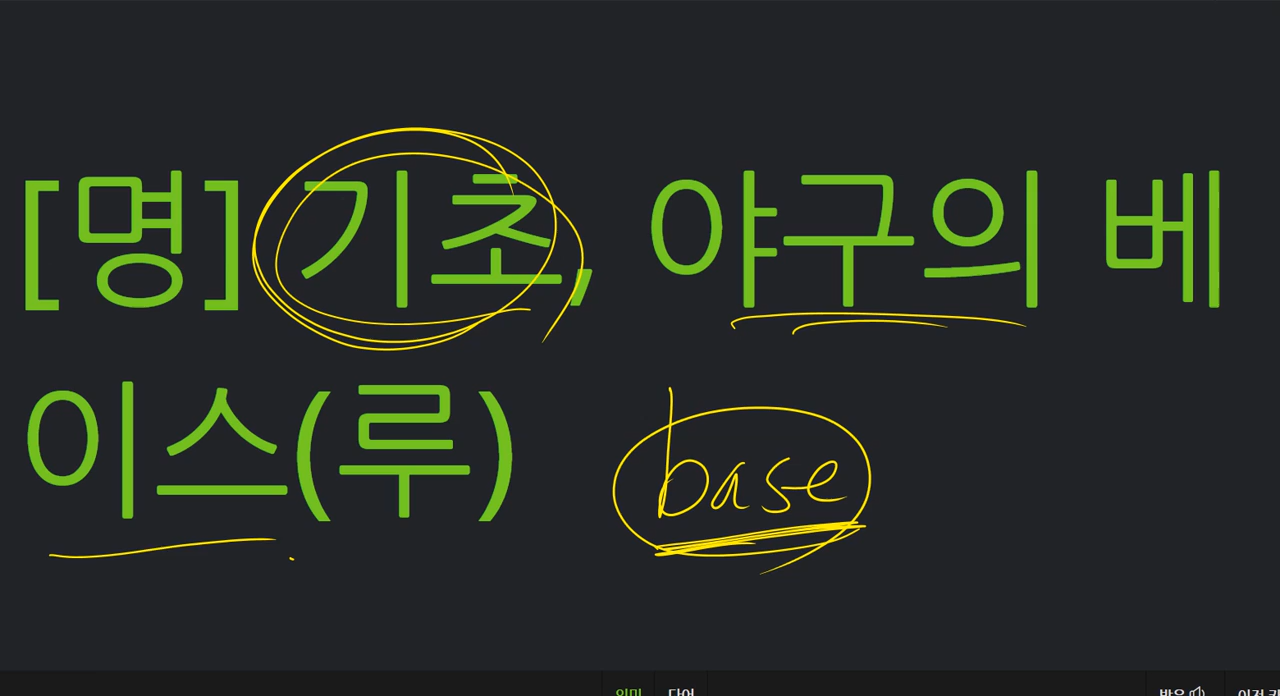 [명] 기초, 야구의 베
이스(루)
base